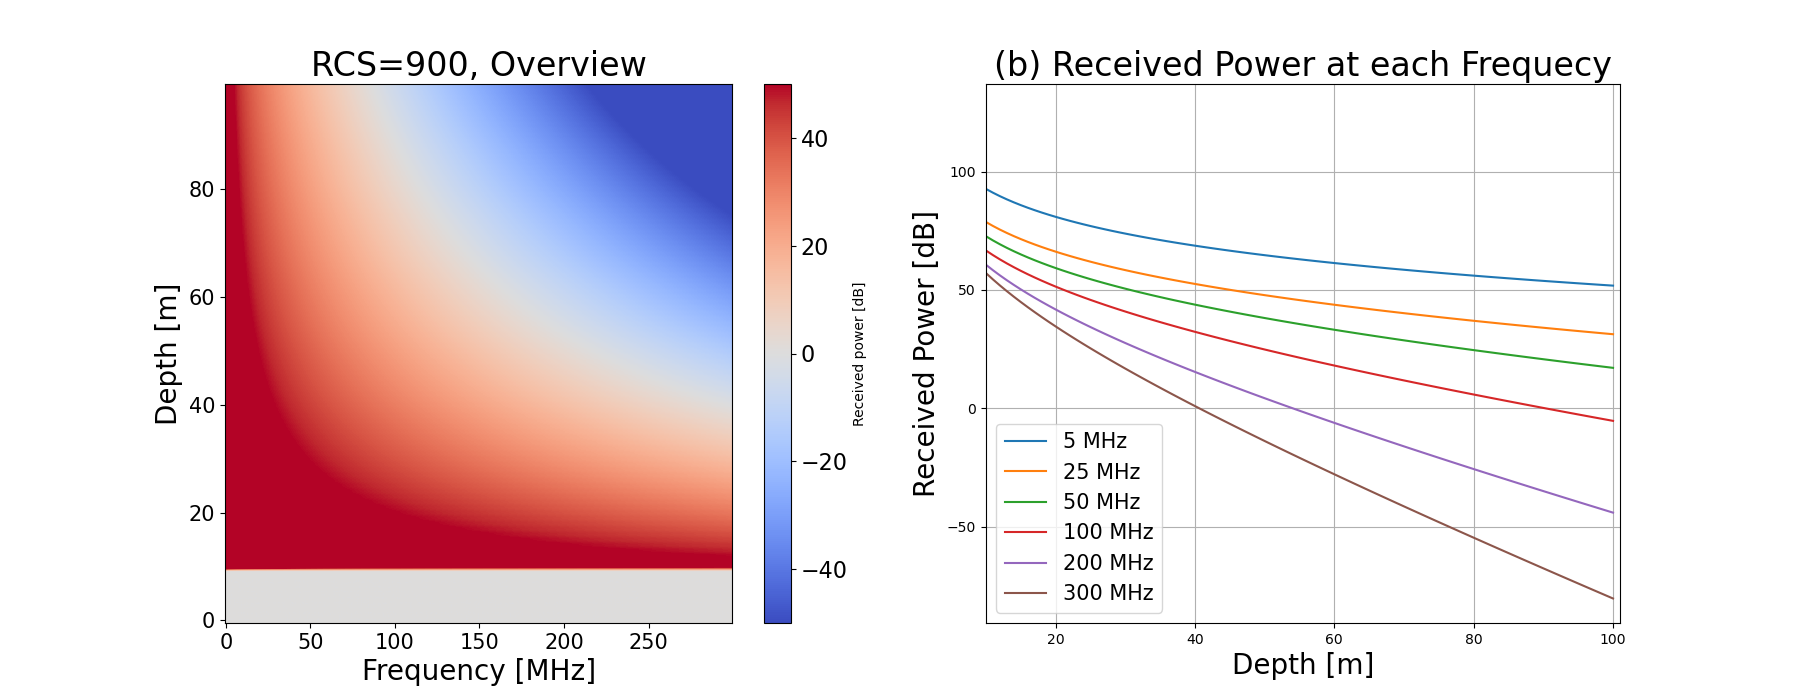 RCS=900, Overview
Depth [m]
80
60
40
20
0
0 50 100 150 200 250
Frequency [MHz]
40
20
0
−20
−40
Received power [dB]
(b) Received Power at each Frequecy
Received Power [dB]
100
50
0
−50
5 MHz
25 MHz
50 MHz
100 MHz
200 MHz
300 MHz
20 40 60 80 100
Depth [m]